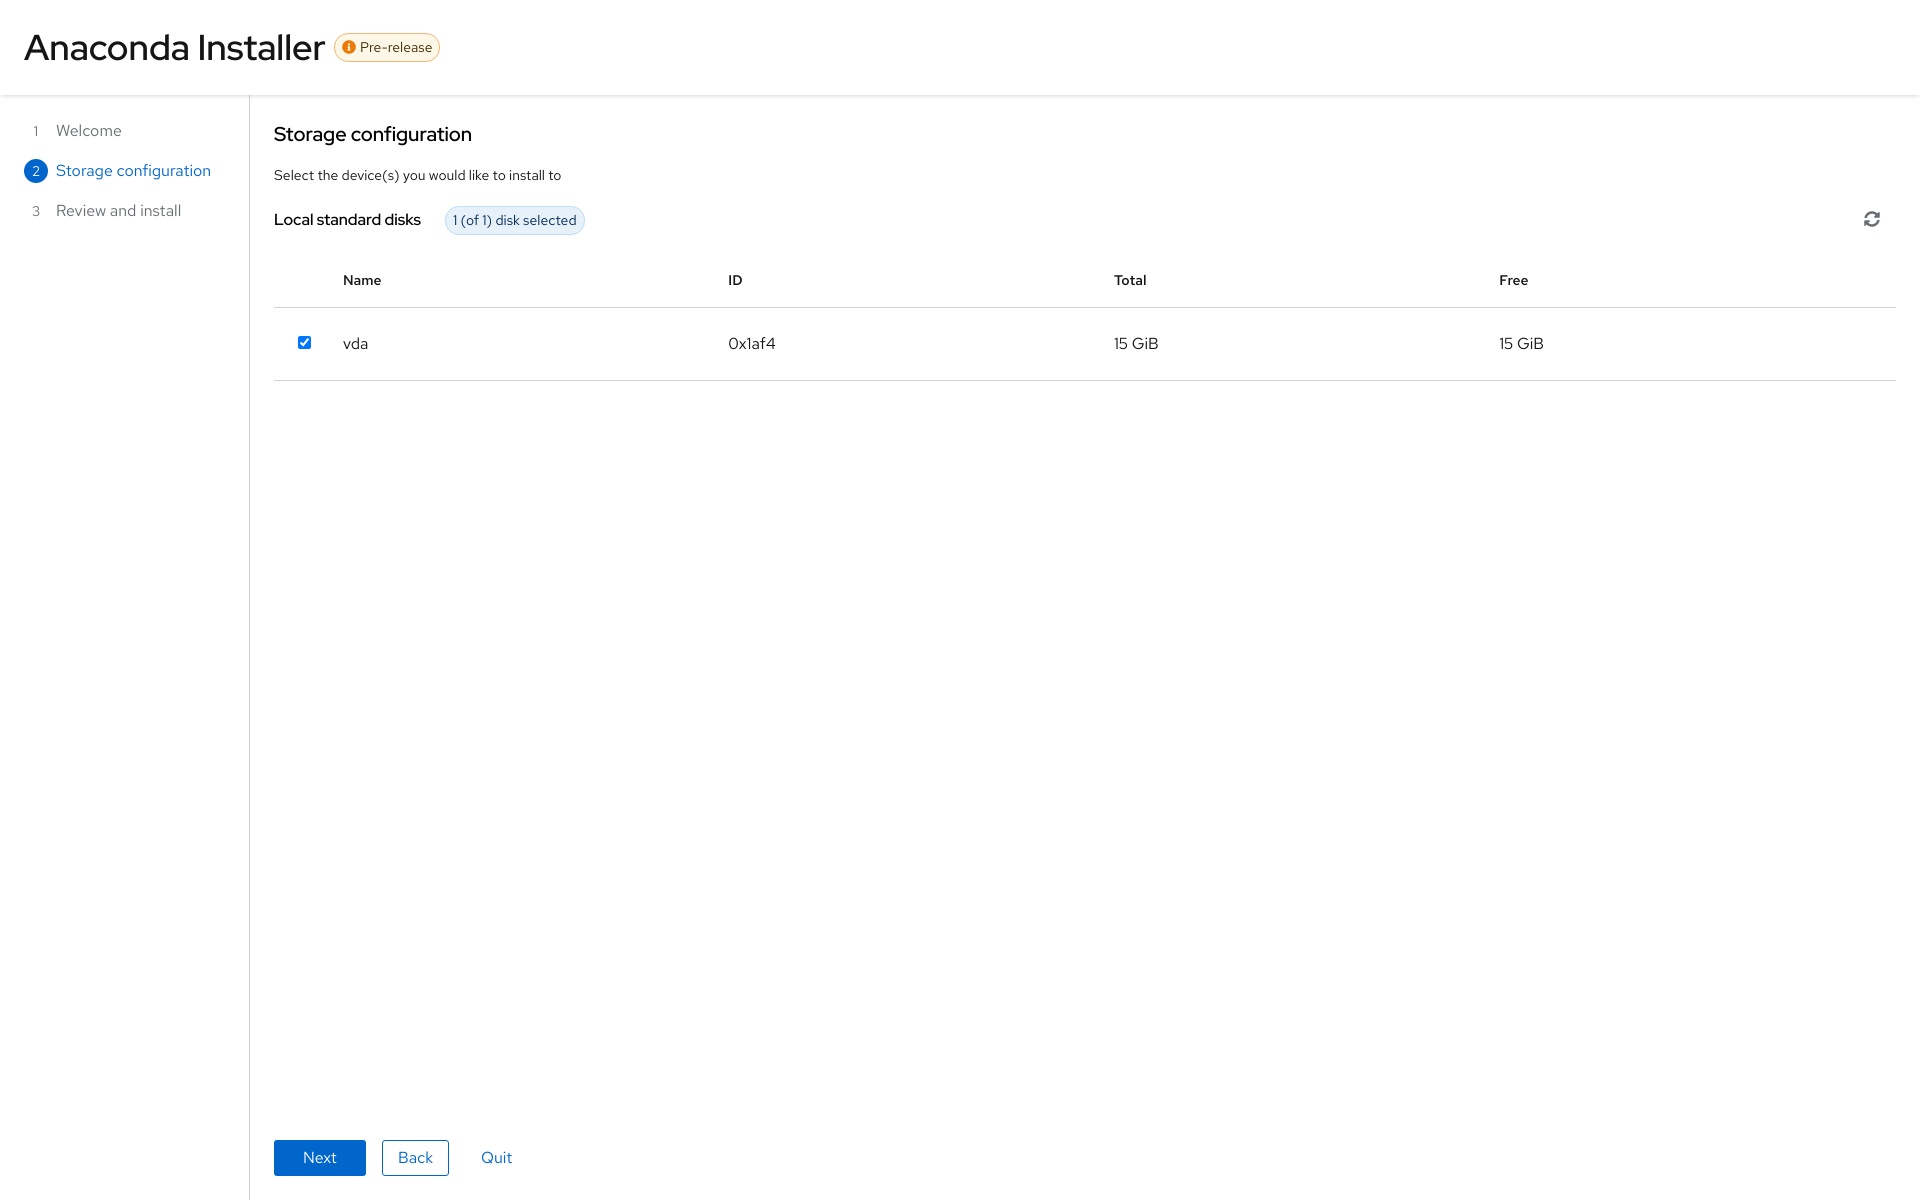 Anaconda Installer Pre-release
1 Welcome
2 Storage configuration
3 Review and install
Storage configuration
Select the device(s) you would like to install to
Local standard disks 1 (of 1) disk selected
Name ID Total Free
vda 0x1af4 15 GiB 15 GiB
Next Back Quit